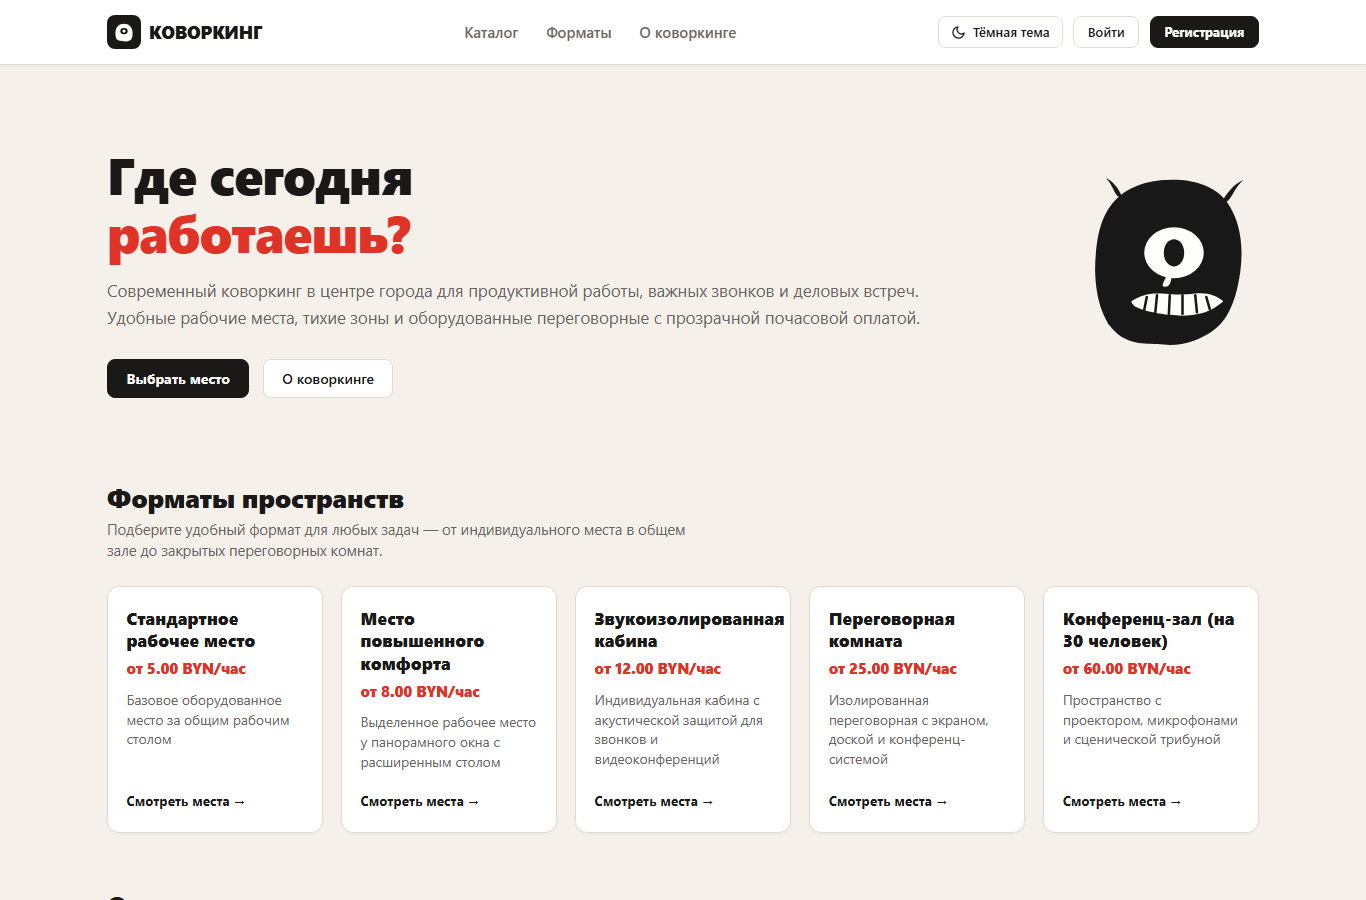 КОВОРКИНГ
Каталог Форматы О коворкинге
Тёмная тема Войти Регистрация
Где сегодня
работаешь?
Современный коворкинг в центре города для продуктивной работы, важных звонков и деловых встреч.
Удобные рабочие места, тихие зоны и оборудованные переговорные с прозрачной почасовой оплатой.
Выбрать место О коворкинге
Форматы пространств
Подберите удобный формат для любых задач — от индивидуального места в общем
зале до закрытых переговорных комнат.
Стандартное
рабочее место
от 5.00 BYN/час
Базовое оборудованное
место за общим рабочим
столом
Смотреть места →
Место
повышенного
комфорта
от 8.00 BYN/час
Выделенное рабочее место
у панорамного окна с
расширенным столом
Смотреть места →
Звукоизолированная
кабина
от 12.00 BYN/час
Индивидуальная кабина с
акустической защитой для
звонков и
видеоконференций
Смотреть места →
Переговорная
комната
от 25.00 BYN/час
Изолированная
переговорная с экраном,
доской и конференц-
системой
Смотреть места →
Конференц-зал (на
30 человек)
от 60.00 BYN/час
Пространство с
проектором, микрофонами
и сценической трибуной
Смотреть места →